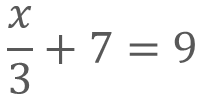 x/3 + 7 = 9